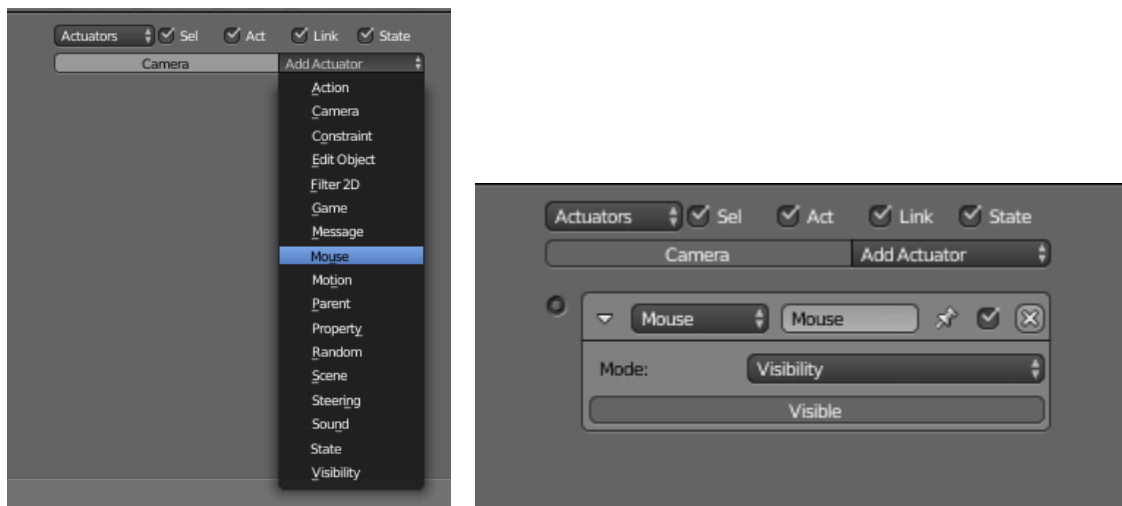 Actuators Sel Act Link State
Camera Add Actuator
Action
Camera
Constraint
Edit Object
Filter 2D
Game
Message
Mouse
Motion
Parent
Property
Random
Scene
Steering
Sound
State
Visibility
Actuators Sel Act Link State
Camera Add Actuator
Mouse Mouse
Mode: Visibility
Visible